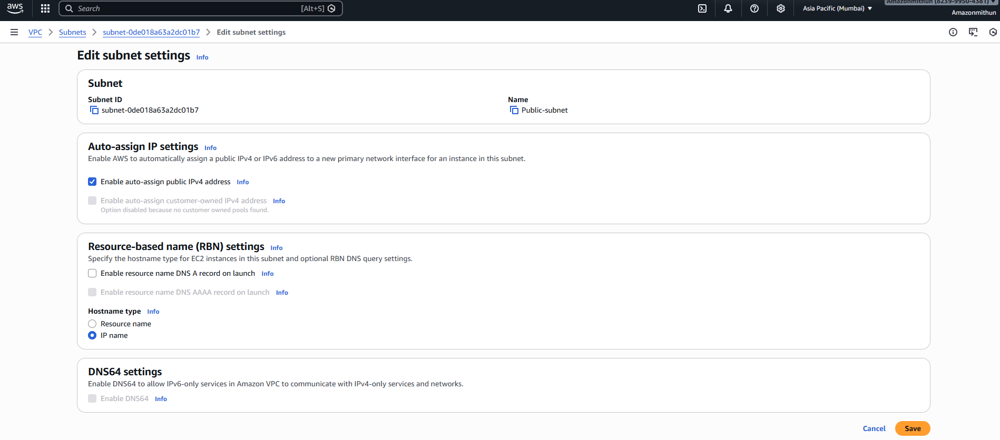 aws
Search [Alt+S]
Asia Pacific (Mumbai)
Amazonmithun (8239-9950-4381)
Amazonmithun
VPC > Subnets > subnet-0de018a63a2dc01b7 > Edit subnet settings
Edit subnet settings Info
Subnet
Subnet ID
subnet-0de018a63a2dc01b7
Name
Public-subnet
Auto-assign IP settings Info
Enable AWS to automatically assign a public IPv4 or IPv6 address to a new primary network interface for an instance in this subnet.
Enable auto-assign public IPv4 address Info
Enable auto-assign customer-owned IPv4 address Info
Option disabled because no customer owned pools found.
Resource-based name (RBN) settings Info
Specify the hostname type for EC2 instances in this subnet and optional RBN DNS query settings.
Enable resource name DNS A record on launch Info
Enable resource name DNS AAAA record on launch Info
Hostname type Info
Resource name
IP name
DNS64 settings
Enable DNS64 to allow IPv6-only services in Amazon VPC to communicate with IPv4-only services and networks.
Enable DNS64 Info
Cancel Save